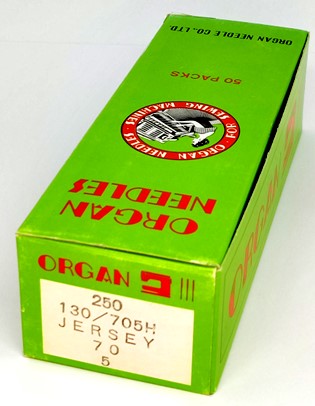 ORGAN NEEDLE CO., LTD.
50 PACKS
ORGAN NEEDLES · FOR SEWING MACHINES ·
ORGAN
NEEDLES
ORGAN
250
130/705H
JERSEY
70
5
ORGAN